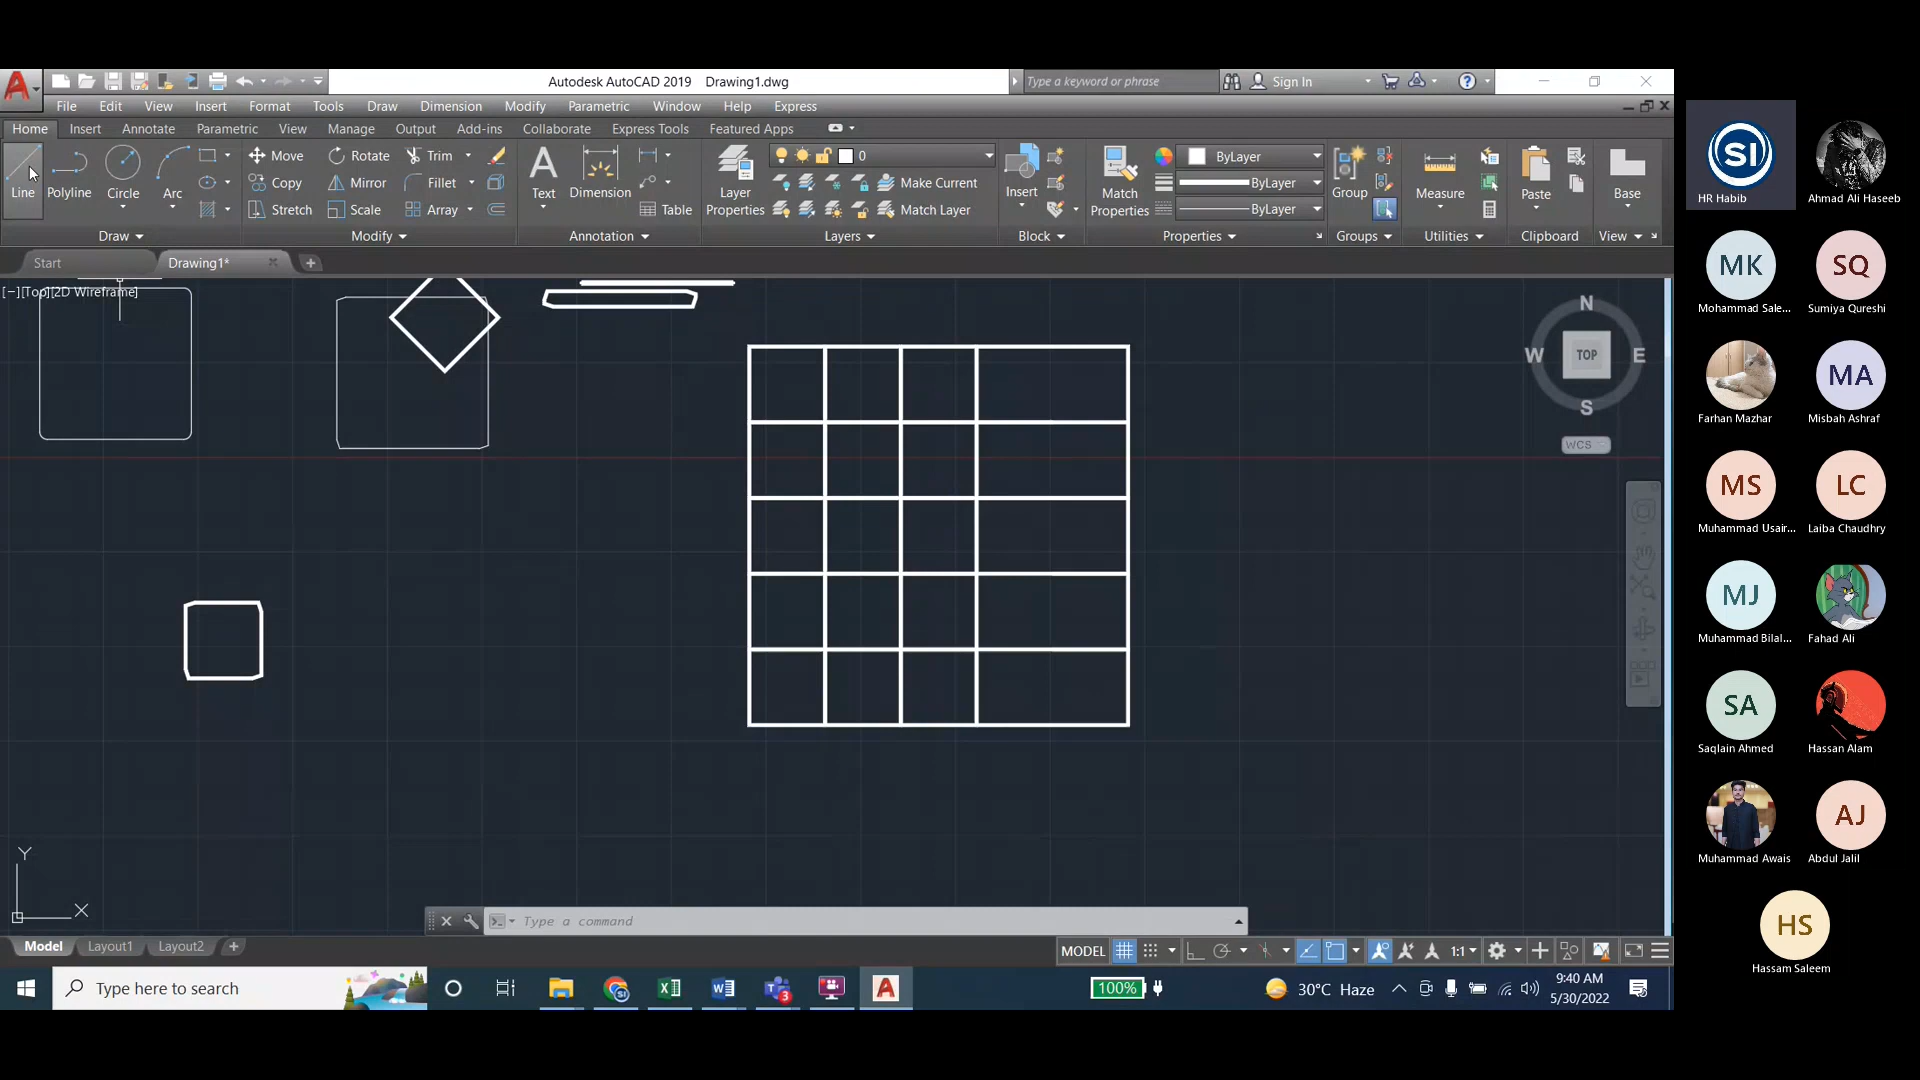 Autodesk AutoCAD 2019 Drawing1.dwg
Type a keyword or phrase
Sign In
File Edit View Insert Format Tools Draw Dimension Modify Parametric Window Help Express
Home Insert Annotate Parametric View Manage Output Add-ins Collaborate Express Tools Featured Apps
Line Polyline Circle Arc
Move Rotate Trim
Copy Mirror Fillet
Stretch Scale Array
Text Dimension Table
Layer Properties
0
Make Current
Match Layer
Insert
Match Properties
ByLayer
ByLayer
ByLayer
Group
Measure
Paste
Base
Draw Modify Annotation Layers Block Properties Groups Utilities Clipboard View
Start Drawing1*
[−][Top][2D Wireframe]
N
W TOP E
S
WCS
Y
X
Type a command
Model Layout1 Layout2
MODEL 1:1
Type here to search
3
100%
30°C Haze
9:40 AM
5/30/2022
SI
HR Habib
Ahmad Ali Haseeb
MK SQ
Mohammad Sale... Sumiya Qureshi
MA
Farhan Mazhar Misbah Ashraf
MS LC
Muhammad Usair... Laiba Chaudhry
MJ
Muhammad Bilal... Fahad Ali
SA
Saqlain Ahmed Hassan Alam
AJ
Muhammad Awais Abdul Jalil
HS
Hassam Saleem